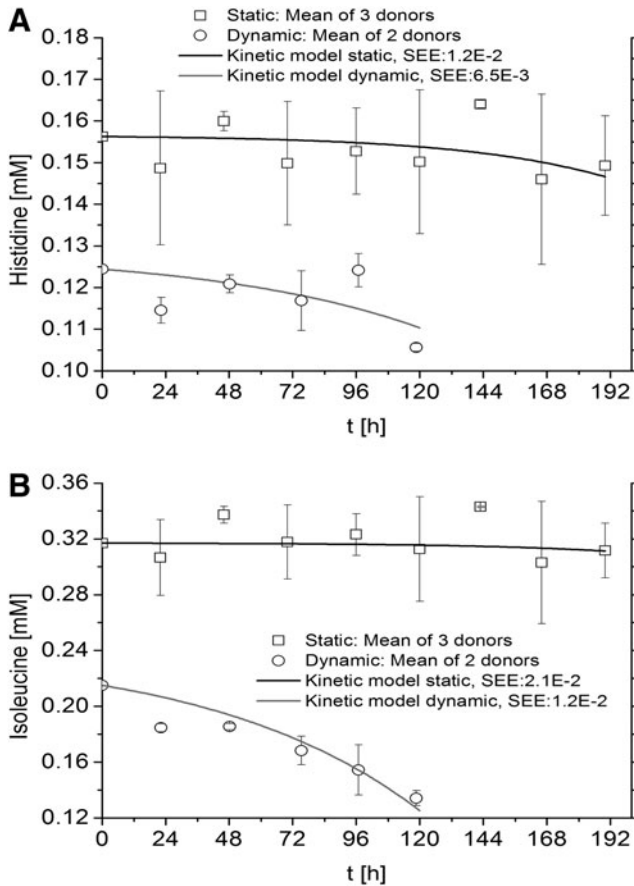 A
Static: Mean of 3 donors
Dynamic: Mean of 2 donors
Kinetic model static, SEE:1.2E-2
Kinetic model dynamic, SEE:6.5E-3
Histidine [mM]
0.18
0.17
0.16
0.15
0.14
0.13
0.12
0.11
0.10
0 24 48 72 96 120 144 168 192
t [h]
B
Isoleucine [mM]
0.36
0.32
0.28
0.24
0.20
0.16
0.12
Static: Mean of 3 donors
Dynamic: Mean of 2 donors
Kinetic model static, SEE:2.1E-2
Kinetic model dynamic, SEE:1.2E-2
0 24 48 72 96 120 144 168 192
t [h]